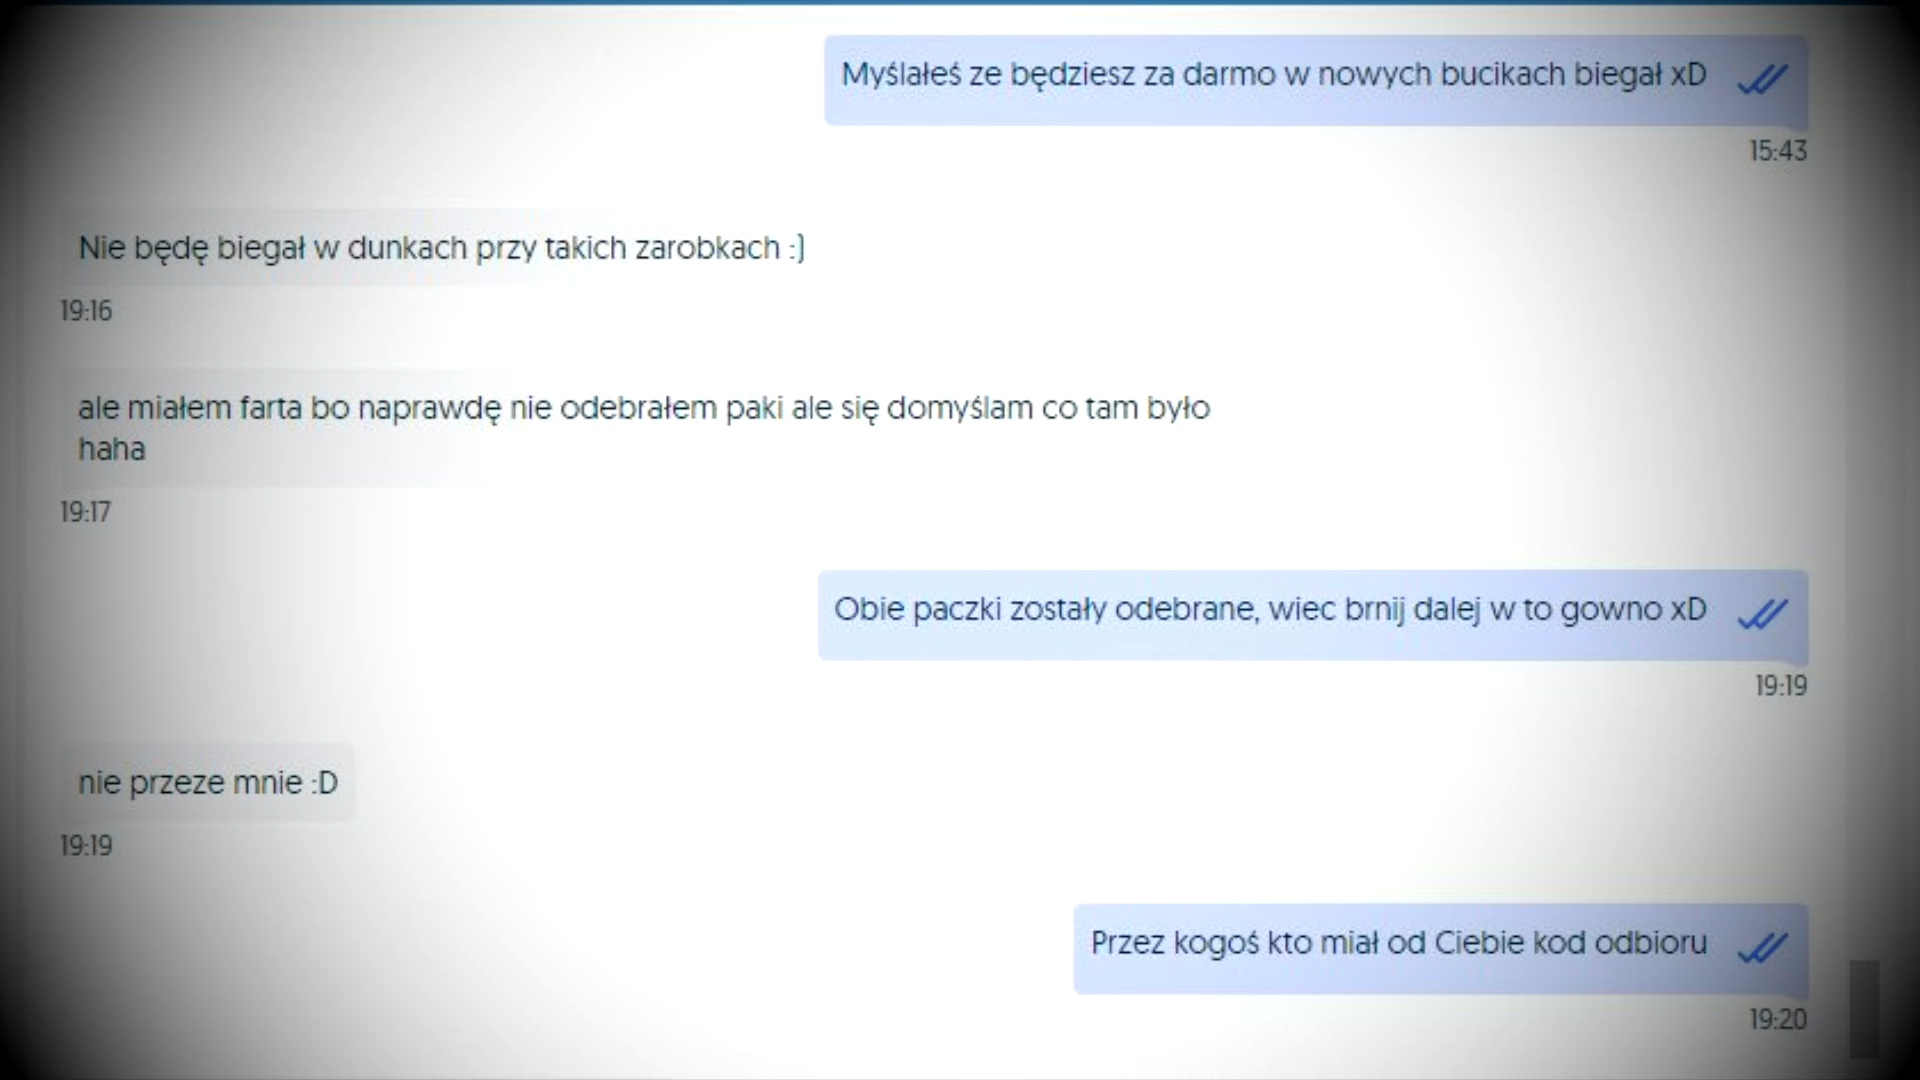 Myślałeś ze będziesz za darmo w nowych bucikach biegał xD
15:43
Nie będę biegał w dunkach przy takich zarobkach :)
19:16
ale miałem farta bo naprawdę nie odebrałem paki ale się domyślam co tam było
haha
19:17
Obie paczki zostały odebrane, wiec brnij dalej w to gowno xD
19:19
nie przeze mnie :D
19:19
Przez kogoś kto miał od Ciebie kod odbioru
19:20